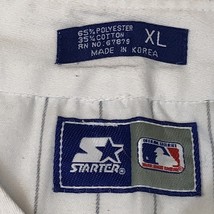 65% POLYESTER
35% COTTON
RN NO. 67879
MADE IN KOREA
XL
STARTER®